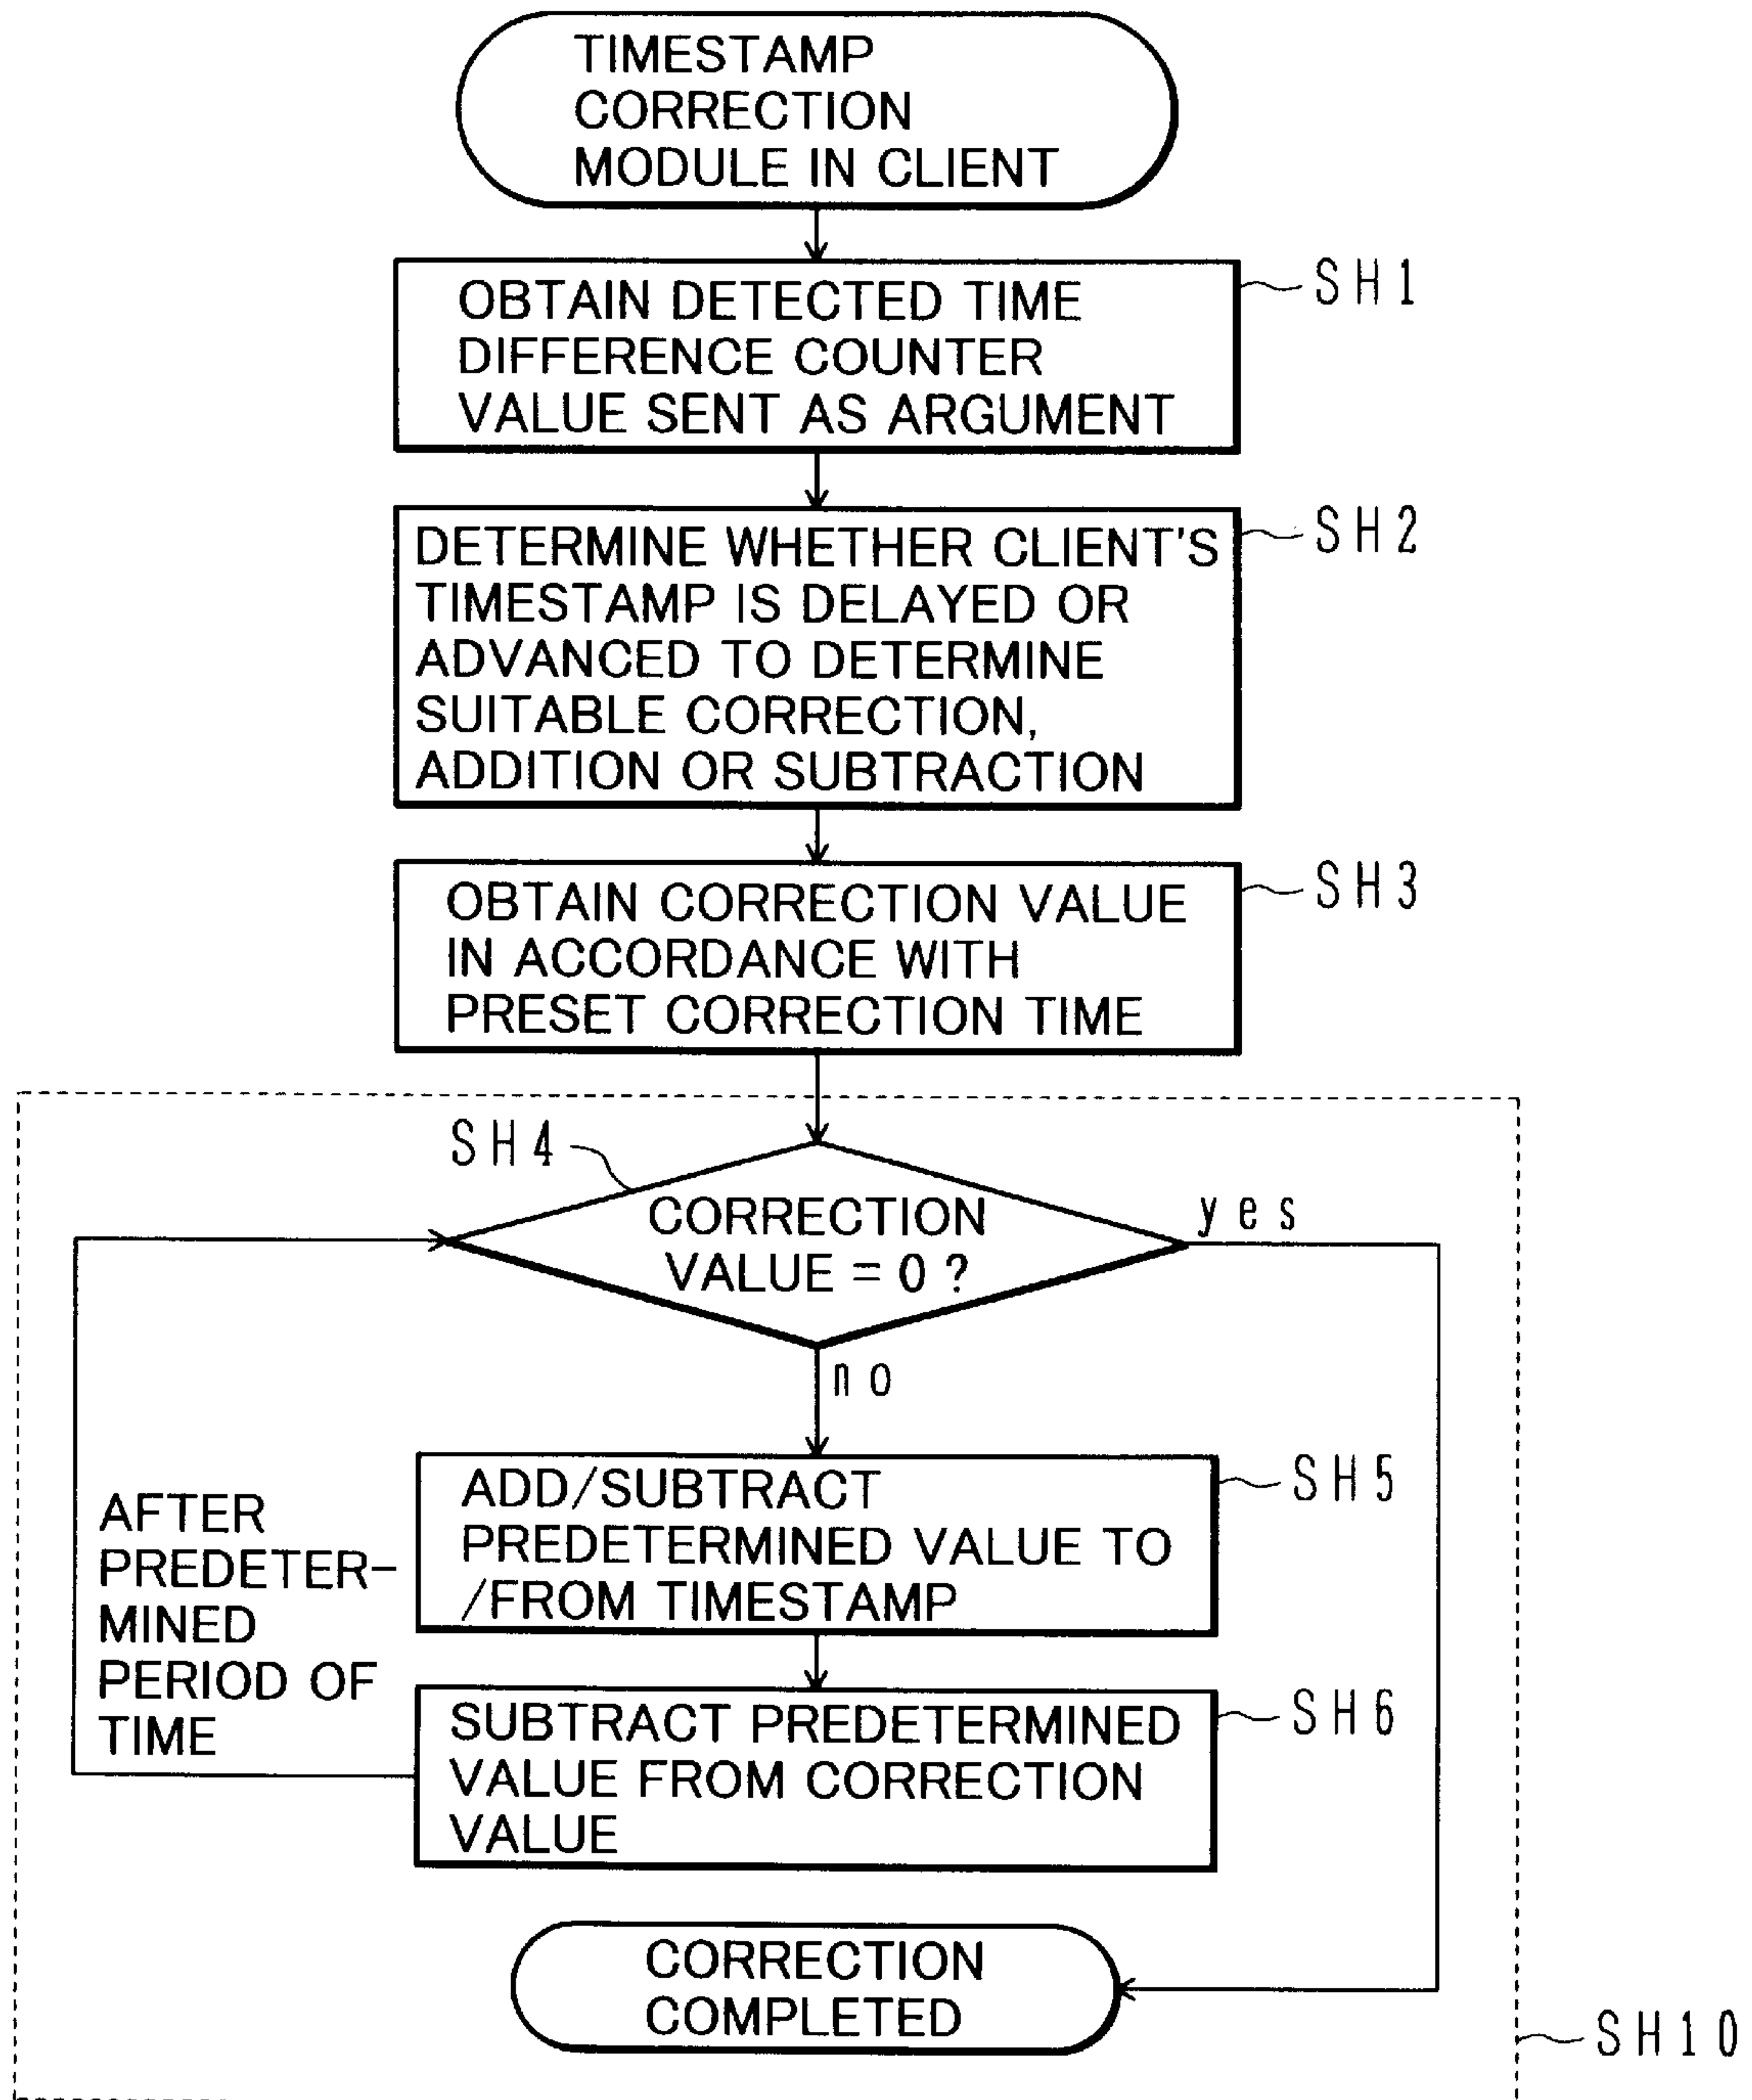 TIMESTAMP
CORRECTION
MODULE IN CLIENT
OBTAIN DETECTED TIME
DIFFERENCE COUNTER
VALUE SENT AS ARGUMENT
SH1
DETERMINE WHETHER CLIENT'S
TIMESTAMP IS DELAYED OR
ADVANCED TO DETERMINE
SUITABLE CORRECTION,
ADDITION OR SUBTRACTION
SH2
OBTAIN CORRECTION VALUE
IN ACCORDANCE WITH
PRESET CORRECTION TIME
SH3
SH4
CORRECTION
VALUE = 0 ?
yes
no
ADD/SUBTRACT
PREDETERMINED VALUE TO
/FROM TIMESTAMP
SH5
AFTER
PREDETER-
MINED
PERIOD OF
TIME
SUBTRACT PREDETERMINED
VALUE FROM CORRECTION
VALUE
SH6
CORRECTION
COMPLETED
SH10